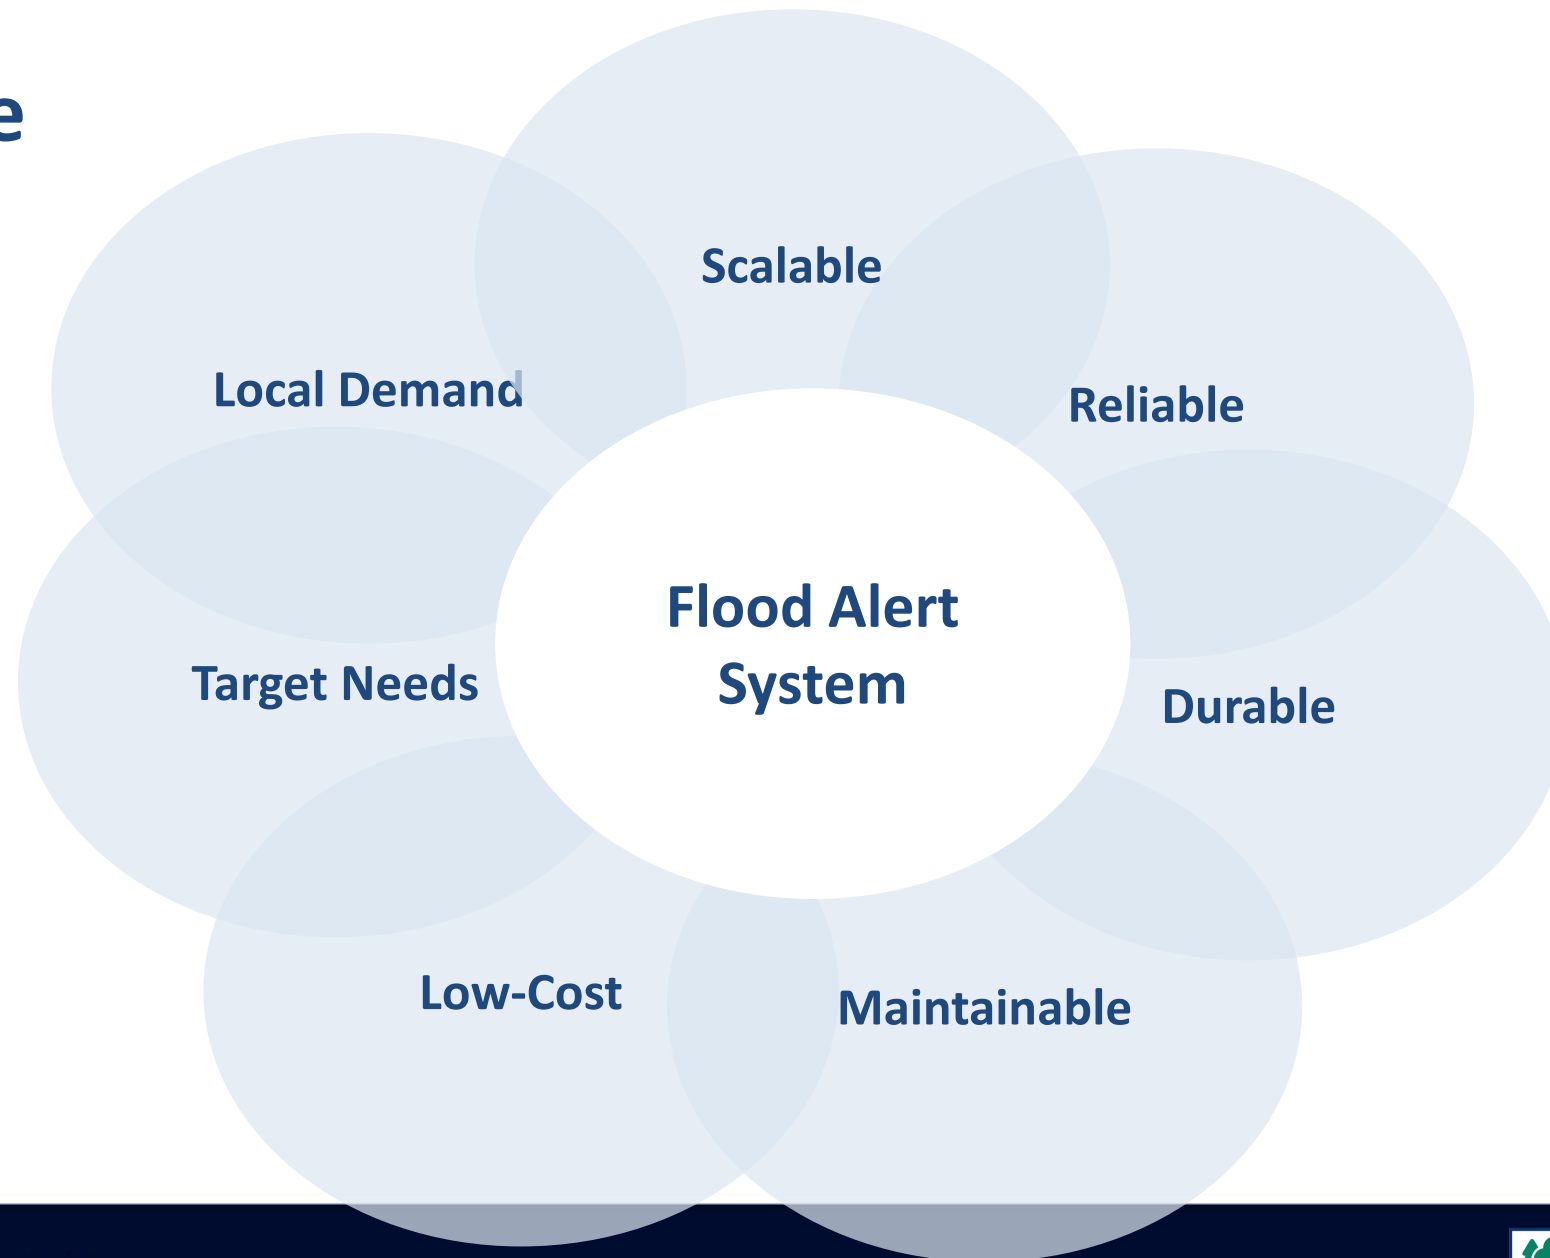 e
Scalable
Local Demand
Reliable
Flood Alert
System
Target Needs
Durable
Low-Cost
Maintainable